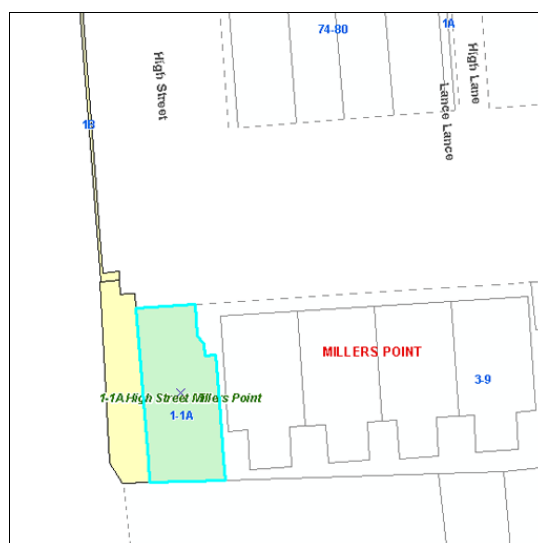 74-80
1A
High Street
High Lane
Lance Lance
1B
MILLERS POINT
3-9
1-1A High Street Millers Point
1-1A